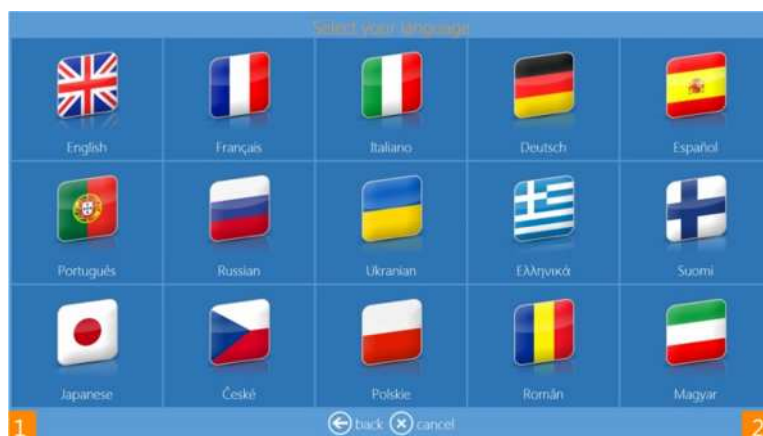 Select your language
English Français Italiano Deutsch Español
Português Russian Ukranian Ελληνικά Suomi
Japanese České Polskie Român Magyar
1 back cancel 2